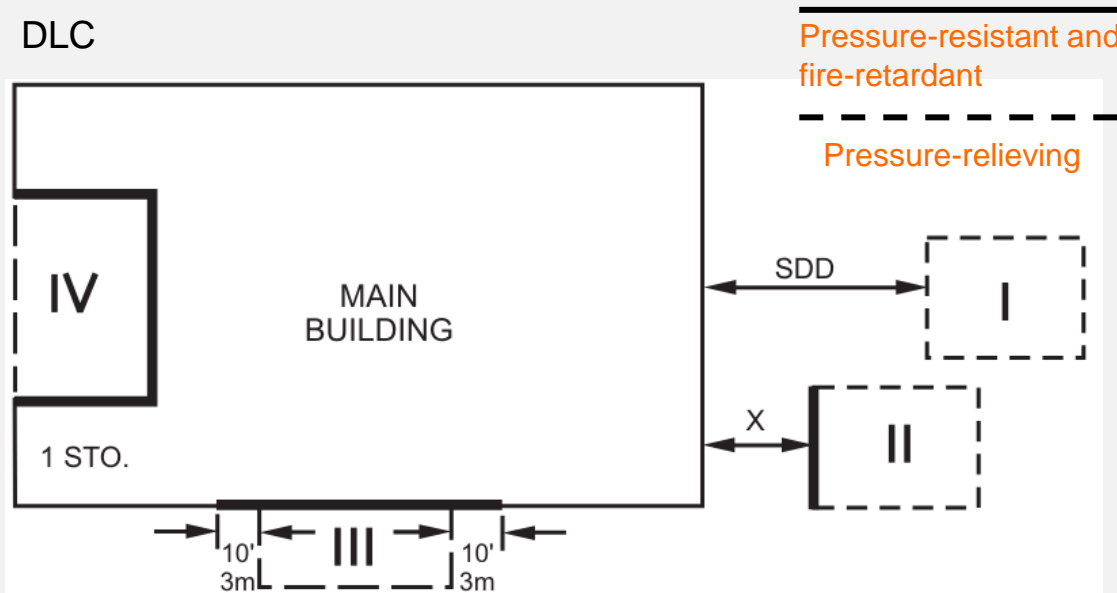 DLC
Pressure-resistant and
fire-retardant
Pressure-relieving
IV
MAIN
BUILDING
SDD
I
X
II
1 STO.
III
10'
3m
10'
3m